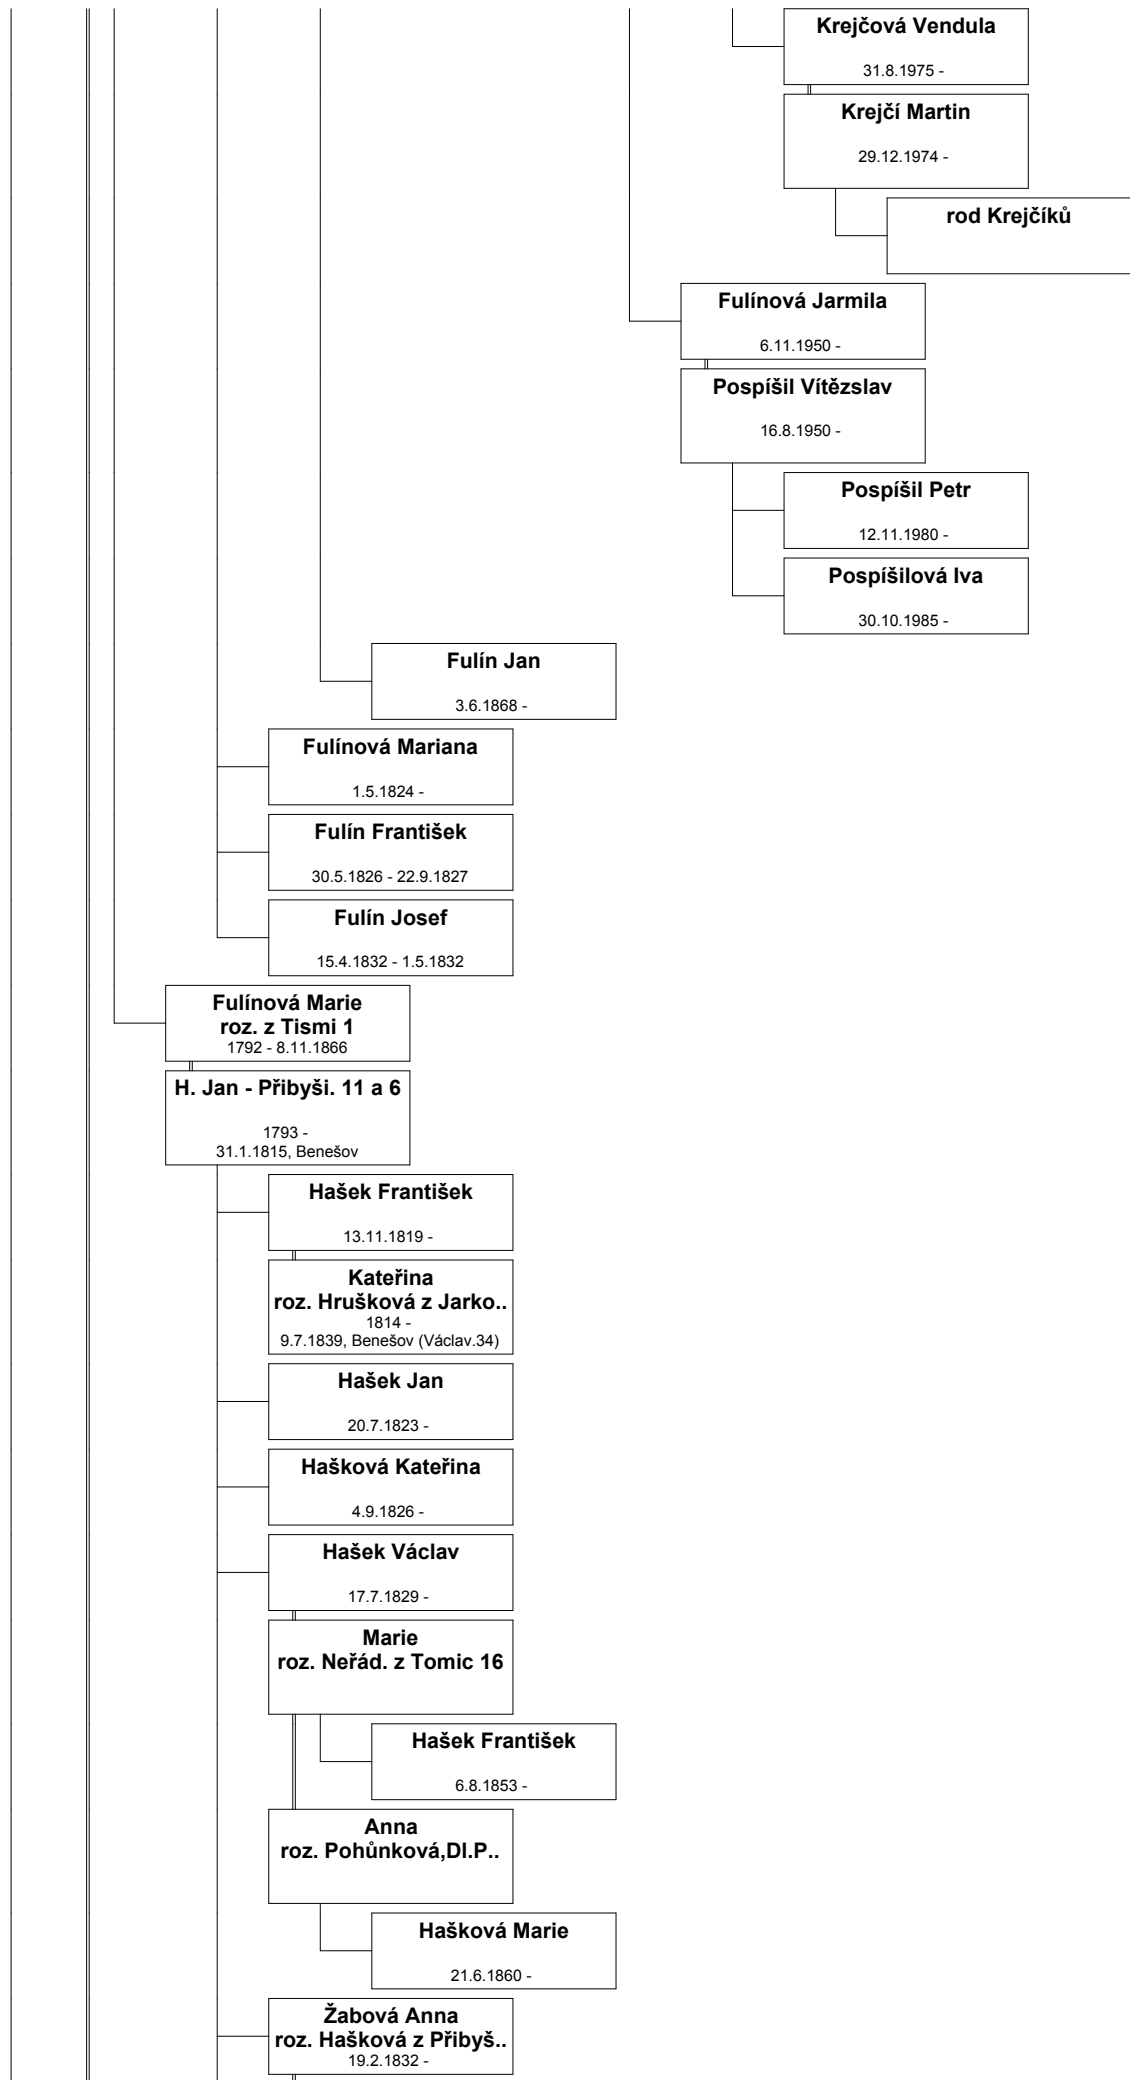 Krejčová Vendula
31.8.1975 -
Krejčí Martin
29.12.1974 -
rod Krejčíků
Fulínová Jarmila
6.11.1950 -
Pospíšil Vítězslav
16.8.1950 -
Pospíšil Petr
12.11.1980 -
Pospíšilová Iva
30.10.1985 -
Fulín Jan
3.6.1868 -
Fulínová Mariana
1.5.1824 -
Fulín František
30.5.1826 - 22.9.1827
Fulín Josef
15.4.1832 - 1.5.1832
Fulínová Marie
roz. z Tismi 1
1792 - 8.11.1866
H. Jan - Přibyši. 11 a 6
1793 -
31.1.1815, Benešov
Hašek František
13.11.1819 -
Kateřina
roz. Hrušková z Jarko..
1814 -
9.7.1839, Benešov (Václav.34)
Hašek Jan
20.7.1823 -
Hašková Kateřina
4.9.1826 -
Hašek Václav
17.7.1829 -
Marie
roz. Neřád. z Tomic 16
Hašek František
6.8.1853 -
Anna
roz. Pohůnková,Dl.P..
Hašková Marie
21.6.1860 -
Žabová Anna
roz. Hašková z Přibyš..
19.2.1832 -